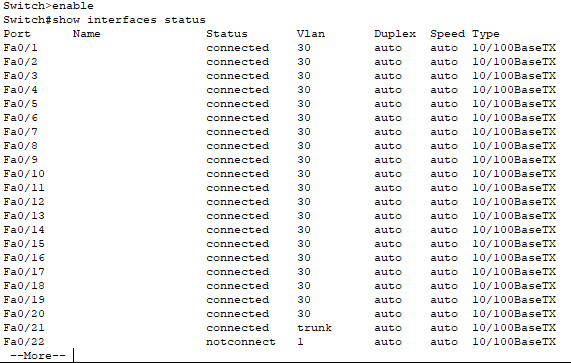 Switch>enable
Switch#show interfaces status
Port Name Status Vlan Duplex Speed Type
Fa0/1 connected 30 auto auto 10/100BaseTX
Fa0/2 connected 30 auto auto 10/100BaseTX
Fa0/3 connected 30 auto auto 10/100BaseTX
Fa0/4 connected 30 auto auto 10/100BaseTX
Fa0/5 connected 30 auto auto 10/100BaseTX
Fa0/6 connected 30 auto auto 10/100BaseTX
Fa0/7 connected 30 auto auto 10/100BaseTX
Fa0/8 connected 30 auto auto 10/100BaseTX
Fa0/9 connected 30 auto auto 10/100BaseTX
Fa0/10 connected 30 auto auto 10/100BaseTX
Fa0/11 connected 30 auto auto 10/100BaseTX
Fa0/12 connected 30 auto auto 10/100BaseTX
Fa0/13 connected 30 auto auto 10/100BaseTX
Fa0/14 connected 30 auto auto 10/100BaseTX
Fa0/15 connected 30 auto auto 10/100BaseTX
Fa0/16 connected 30 auto auto 10/100BaseTX
Fa0/17 connected 30 auto auto 10/100BaseTX
Fa0/18 connected 30 auto auto 10/100BaseTX
Fa0/19 connected 30 auto auto 10/100BaseTX
Fa0/20 connected 30 auto auto 10/100BaseTX
Fa0/21 connected trunk auto auto 10/100BaseTX
Fa0/22 notconnect 1 auto auto 10/100BaseTX
--More--